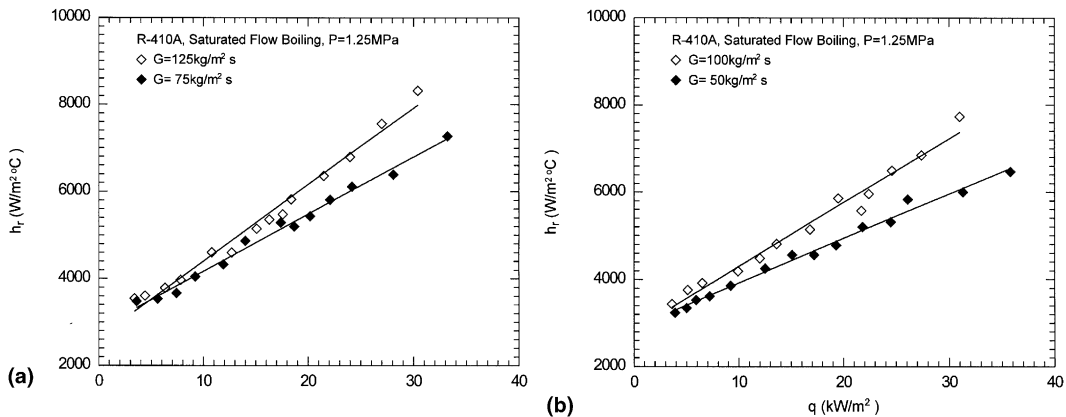 10000
8000
6000
4000
2000
h_r (W/m² °C)
R-410A, Saturated Flow Boiling, P=1.25MPa
◇ G=125kg/m² s
◆ G= 75kg/m² s
0 10 20 30 40
(a)
10000
8000
6000
4000
2000
h_r (W/m² °C)
R-410A, Saturated Flow Boiling, P=1.25MPa
◇ G=100kg/m² s
◆ G= 50kg/m² s
0 10 20 30 40
q (kW/m²)
(b)